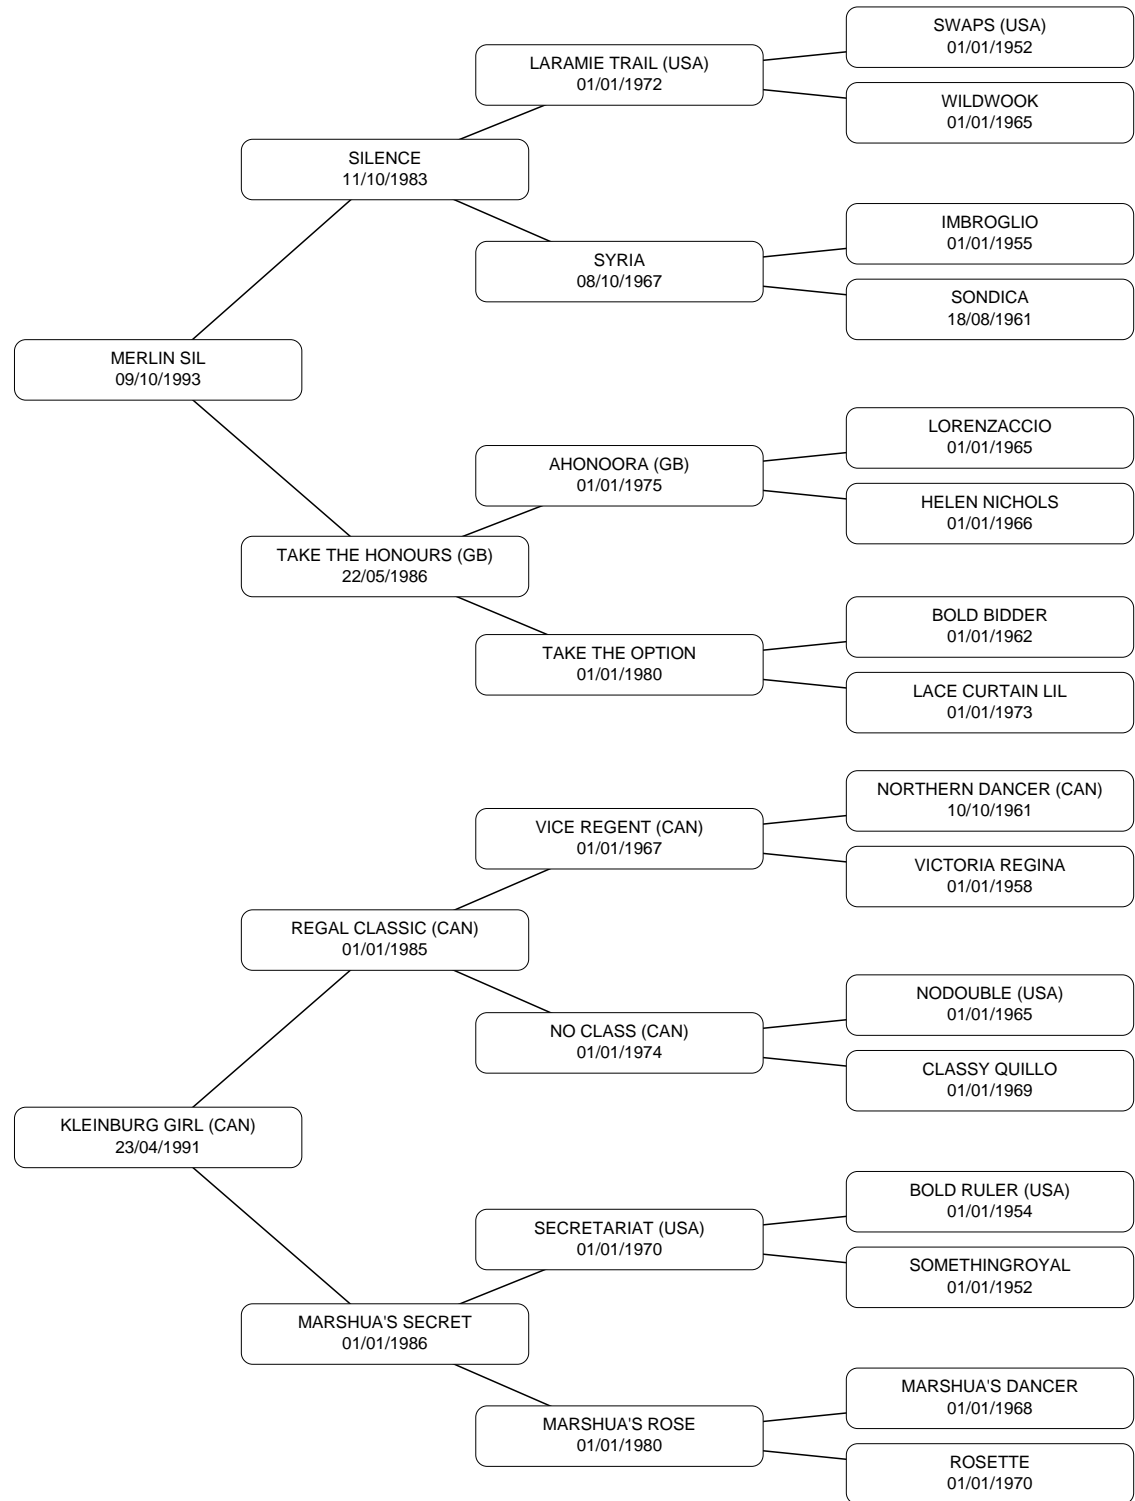 SWAPS (USA)
01/01/1952
LARAMIE TRAIL (USA)
01/01/1972
WILDWOOK
01/01/1965
SILENCE
11/10/1983
IMBROGLIO
01/01/1955
SYRIA
08/10/1967
SONDICA
18/08/1961
MERLIN SIL
09/10/1993
LORENZACCIO
01/01/1965
AHONOORA (GB)
01/01/1975
HELEN NICHOLS
01/01/1966
TAKE THE HONOURS (GB)
22/05/1986
BOLD BIDDER
01/01/1962
TAKE THE OPTION
01/01/1980
LACE CURTAIN LIL
01/01/1973
NORTHERN DANCER (CAN)
10/10/1961
VICE REGENT (CAN)
01/01/1967
VICTORIA REGINA
01/01/1958
REGAL CLASSIC (CAN)
01/01/1985
NODOUBLE (USA)
01/01/1965
NO CLASS (CAN)
01/01/1974
CLASSY QUILLO
01/01/1969
KLEINBURG GIRL (CAN)
23/04/1991
BOLD RULER (USA)
01/01/1954
SECRETARIAT (USA)
01/01/1970
SOMETHINGROYAL
01/01/1952
MARSHUA'S SECRET
01/01/1986
MARSHUA'S DANCER
01/01/1968
MARSHUA'S ROSE
01/01/1980
ROSETTE
01/01/1970